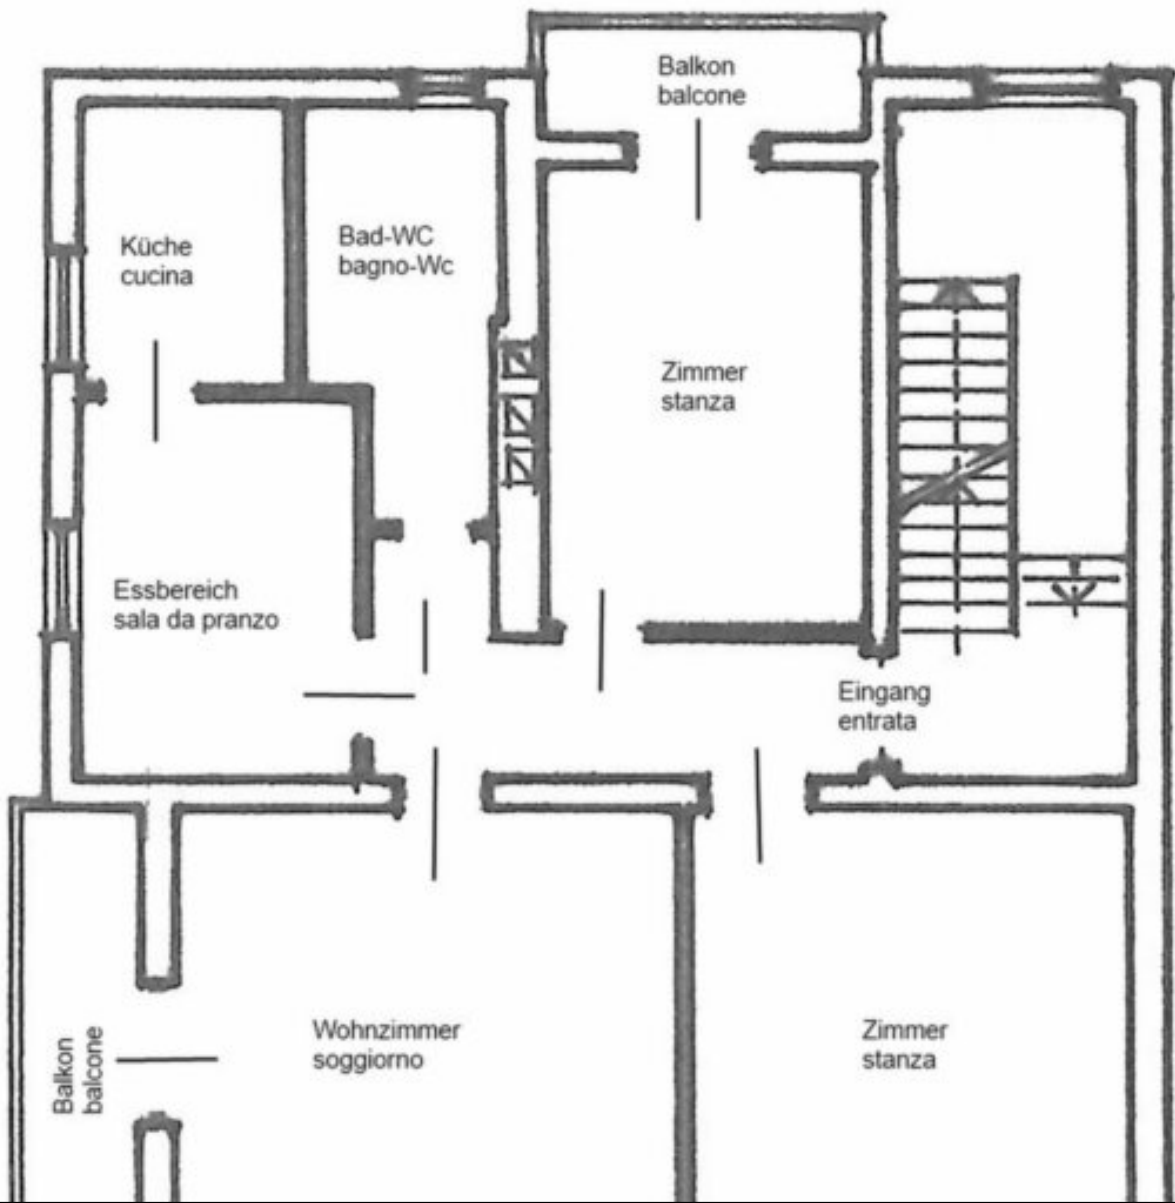 Balkon
balcone
Küche
cucina
Bad-WC
bagno-Wc
Zimmer
stanza
Essbereich
sala da pranzo
Eingang
entrata
Wohnzimmer
soggiorno
Zimmer
stanza
Balkon
balcone